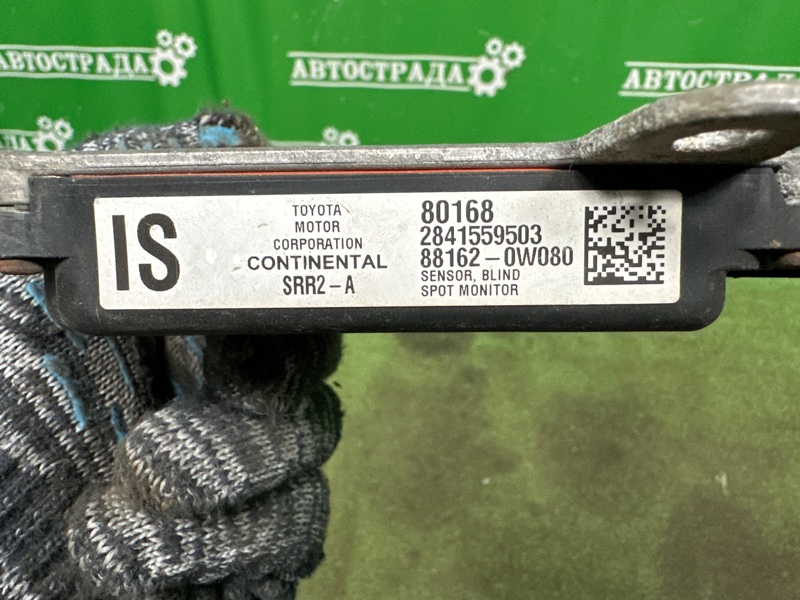 АВТОСТРАДА
АВТОСТРАДА
АВТОСТРАДА
IS
TOYOTA
MOTOR
CORPORATION
CONTINENTAL
SRR2-A
80168
2841559503
88162-0W080
SENSOR, BLIND
SPOT MONITOR